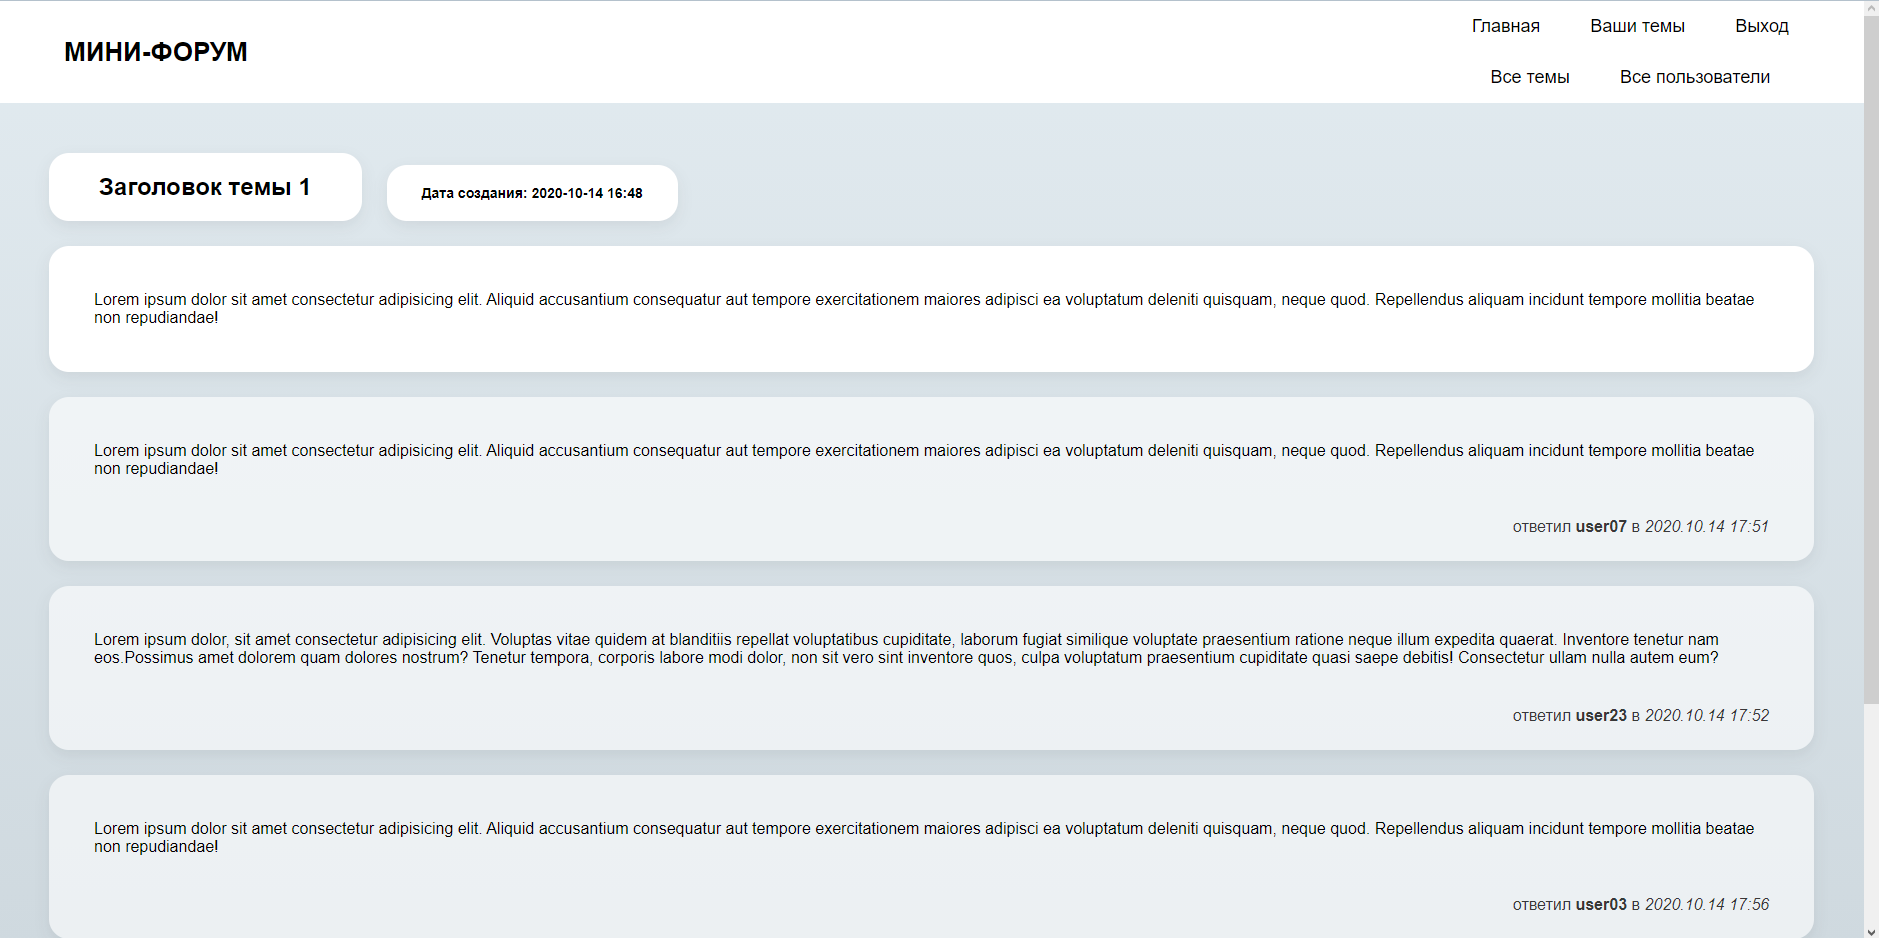 МИНИ-ФОРУМ
Главная Ваши темы Выход
Все темы Все пользователи
Заголовок темы 1
Дата создания: 2020-10-14 16:48
Lorem ipsum dolor sit amet consectetur adipisicing elit. Aliquid accusantium consequatur aut tempore exercitationem maiores adipisci ea voluptatum deleniti quisquam, neque quod. Repellendus aliquam incidunt tempore mollitia beatae
non repudiandae!
Lorem ipsum dolor sit amet consectetur adipisicing elit. Aliquid accusantium consequatur aut tempore exercitationem maiores adipisci ea voluptatum deleniti quisquam, neque quod. Repellendus aliquam incidunt tempore mollitia beatae
non repudiandae!
ответил user07 в 2020.10.14 17:51
Lorem ipsum dolor, sit amet consectetur adipisicing elit. Voluptas vitae quidem at blanditiis repellat voluptatibus cupiditate, laborum fugiat similique voluptate praesentium ratione neque illum expedita quaerat. Inventore tenetur nam
eos.Possimus amet dolorem quam dolores nostrum? Tenetur tempora, corporis labore modi dolor, non sit vero sint inventore quos, culpa voluptatum praesentium cupiditate quasi saepe debitis! Consectetur ullam nulla autem eum?
ответил user23 в 2020.10.14 17:52
Lorem ipsum dolor sit amet consectetur adipisicing elit. Aliquid accusantium consequatur aut tempore exercitationem maiores adipisci ea voluptatum deleniti quisquam, neque quod. Repellendus aliquam incidunt tempore mollitia beatae
non repudiandae!
ответил user03 в 2020.10.14 17:56